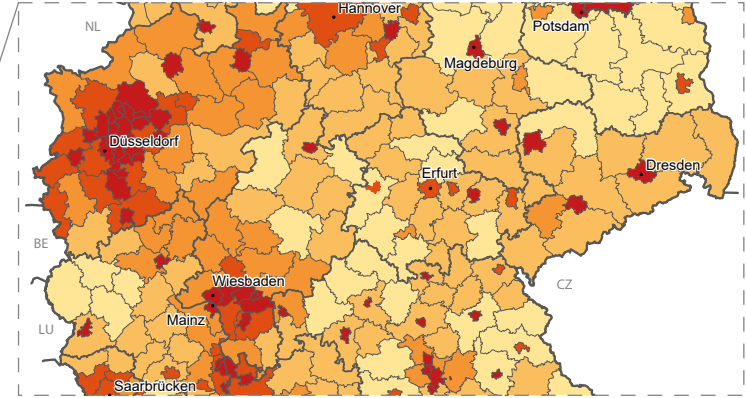 Hannover
NL
Potsdam
Magdeburg
Düsseldorf
Dresden
Erfurt
BE
Wiesbaden
CZ
Mainz
LU
Saarbrücken